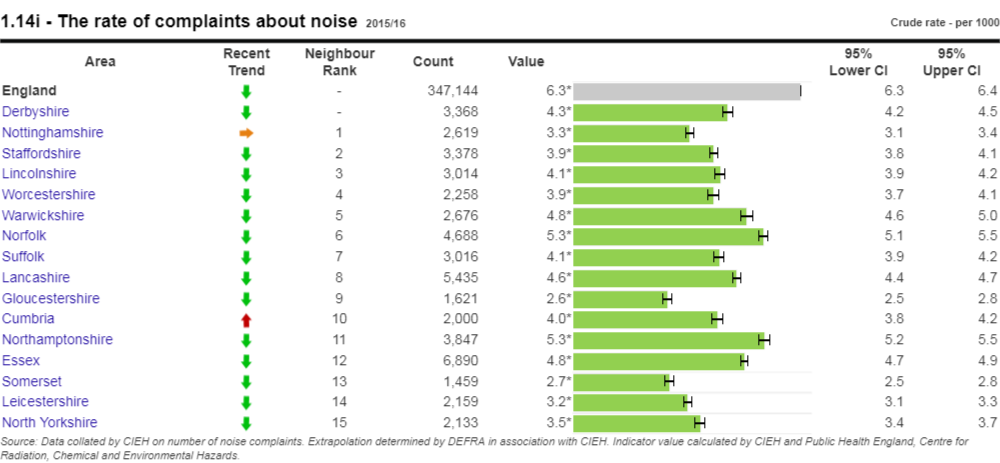 1.14i - The rate of complaints about noise 2015/16 Crude rate - per 1000
Area Recent Trend Neighbour Rank Count Value 95% Lower CI 95% Upper CI
England - 347,144 6.3* 6.3 6.4
Derbyshire - 3,368 4.3* 4.2 4.5
Nottinghamshire 1 2,619 3.3* 3.1 3.4
Staffordshire 2 3,378 3.9* 3.8 4.1
Lincolnshire 3 3,014 4.1* 3.9 4.2
Worcestershire 4 2,258 3.9* 3.7 4.1
Warwickshire 5 2,676 4.8* 4.6 5.0
Norfolk 6 4,688 5.3* 5.1 5.5
Suffolk 7 3,016 4.1* 3.9 4.2
Lancashire 8 5,435 4.6* 4.4 4.7
Gloucestershire 9 1,621 2.6* 2.5 2.8
Cumbria 10 2,000 4.0* 3.8 4.2
Northamptonshire 11 3,847 5.3* 5.2 5.5
Essex 12 6,890 4.8* 4.7 4.9
Somerset 13 1,459 2.7* 2.5 2.8
Leicestershire 14 2,159 3.2* 3.1 3.3
North Yorkshire 15 2,133 3.5* 3.4 3.7
Source: Data collated by CIEH on number of noise complaints. Extrapolation determined by DEFRA in association with CIEH. Indicator value calculated by CIEH and Public Health England, Centre for
Radiation, Chemical and Environmental Hazards.